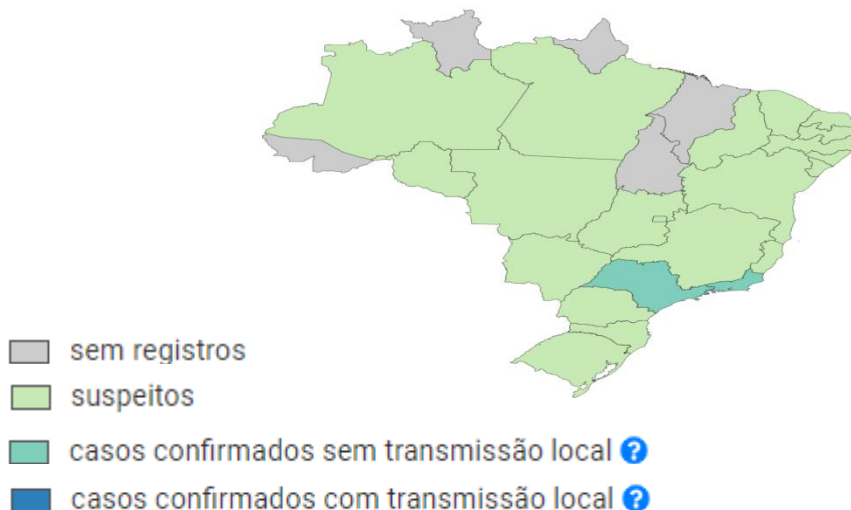 sem registros
suspeitos
casos confirmados sem transmissão local ?
casos confirmados com transmissão local ?